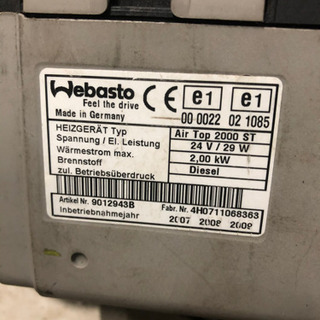 Webasto
Feel the drive
Made in Germany
CE e1 e1
00 0022 02 1085
HEIZGERÄT Typ Air Top 2000 ST
Spannung / El. Leistung 24 V / 29 W
Wärmestrom max. 2,00 kW
Brennstoff Diesel
zul. Betriebsüberdruck
Artikel Nr. 9012943B Fabr. Nr. 4H0711068363
Inbetriebnahmejahr 2007 2008 2009